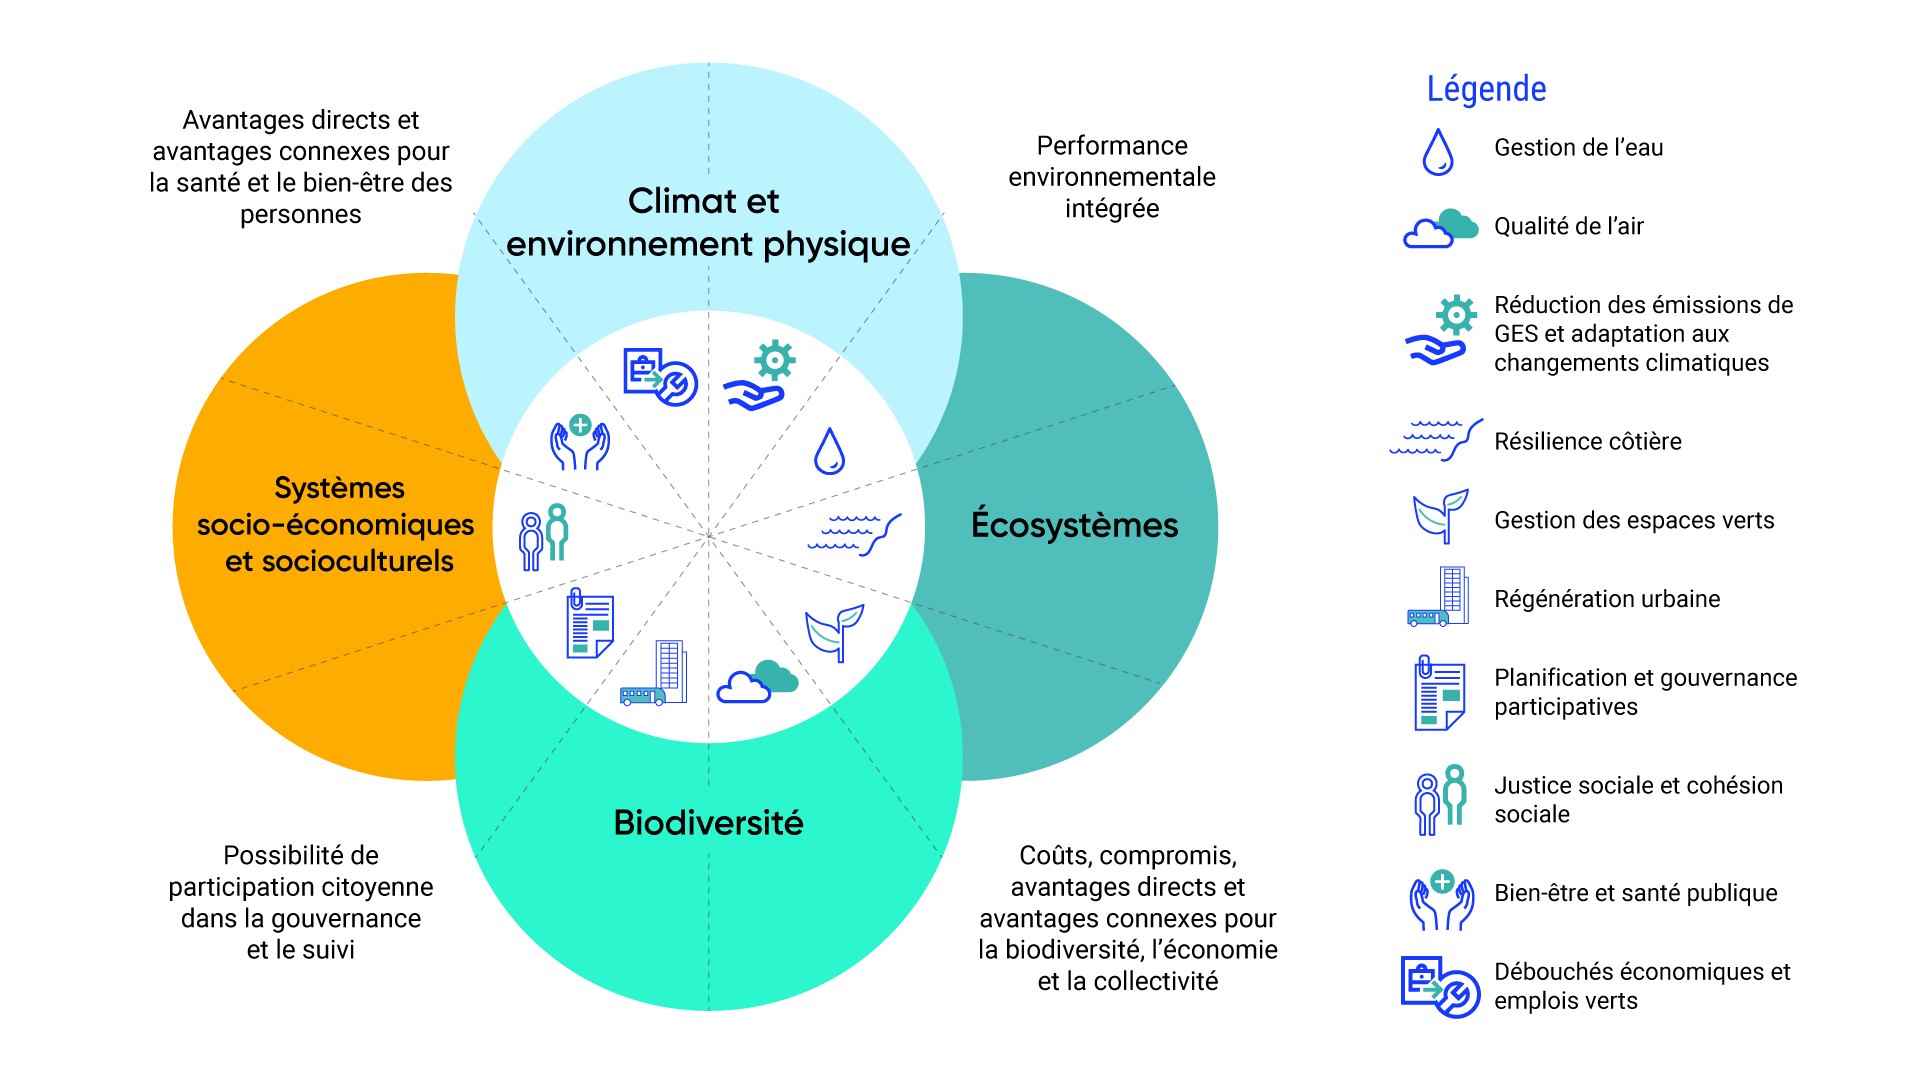 Avantages directs et
avantages connexes pour
la santé et le bien-être des
personnes
Climat et
environnement physique
Performance
environnementale
intégrée
Systèmes
socio-économiques
et socioculturels
Écosystèmes
Biodiversité
Possibilité de
participation citoyenne
dans la gouvernance
et le suivi
Coûts, compromis,
avantages directs et
avantages connexes pour
la biodiversité, l’économie
et la collectivité
Légende
Gestion de l’eau
Qualité de l’air
Réduction des émissions de
GES et adaptation aux
changements climatiques
Résilience côtière
Gestion des espaces verts
Régénération urbaine
Planification et gouvernance
participatives
Justice sociale et cohésion
sociale
Bien-être et santé publique
Débouchés économiques et
emplois verts